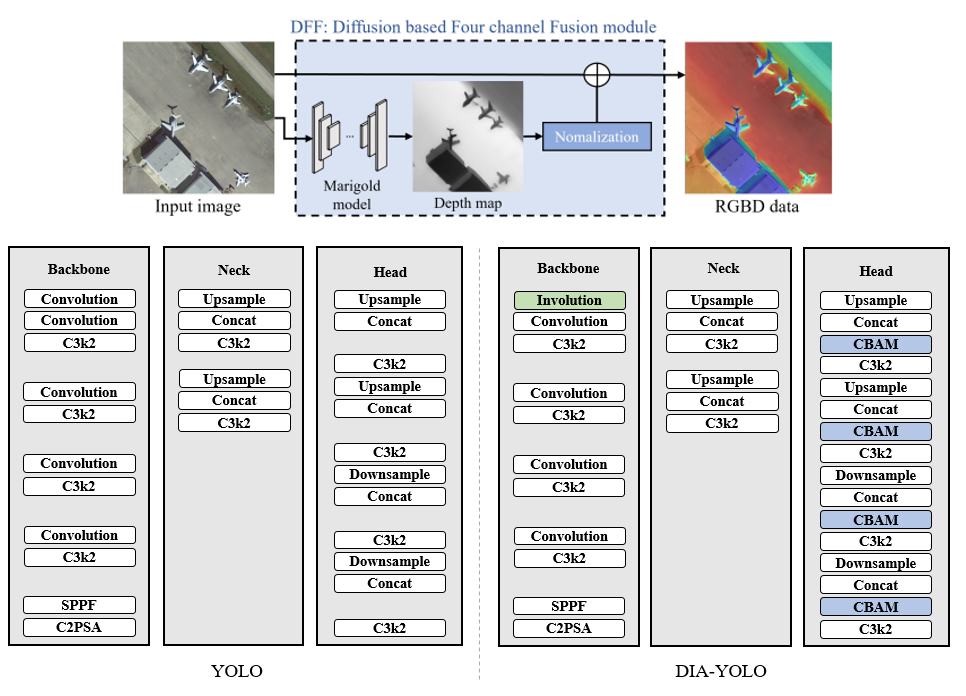 DFF: Diffusion based Four channel Fusion module
Input image
Marigold
model
...
Depth map
Nomalization
RGBD data
Backbone
Convolution
Convolution
C3k2
Convolution
C3k2
Convolution
C3k2
Convolution
C3k2
SPPF
C2PSA
Neck
Upsample
Concat
C3k2
Upsample
Concat
C3k2
Head
Upsample
Concat
C3k2
Upsample
Concat
C3k2
Downsample
Concat
C3k2
Downsample
Concat
C3k2
YOLO
Backbone
Involution
Convolution
C3k2
Convolution
C3k2
Convolution
C3k2
Convolution
C3k2
SPPF
C2PSA
Neck
Upsample
Concat
C3k2
Upsample
Concat
C3k2
Head
Upsample
Concat
CBAM
C3k2
Upsample
Concat
CBAM
C3k2
Downsample
Concat
CBAM
C3k2
Downsample
Concat
CBAM
C3k2
DIA-YOLO